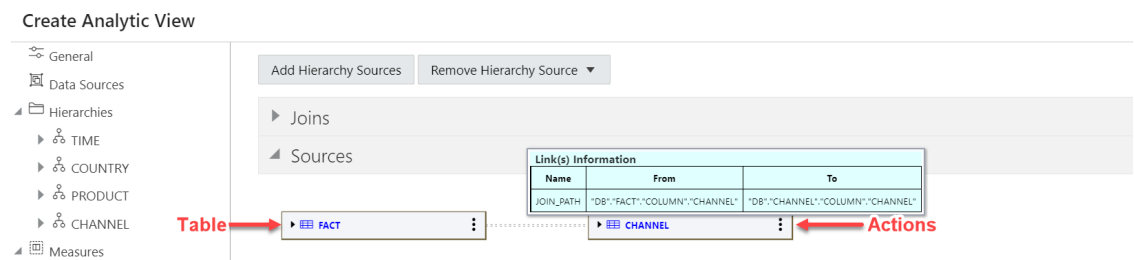 Create Analytic View
General
Data Sources
Hierarchies
TIME
COUNTRY
PRODUCT
CHANNEL
Measures
Add Hierarchy Sources Remove Hierarchy Source
Joins
Sources
Link(s) Information
Name From To
JOIN_PATH "DB"."FACT"."COLUMN"."CHANNEL" "DB"."CHANNEL"."COLUMN"."CHANNEL"
Table FACT CHANNEL Actions